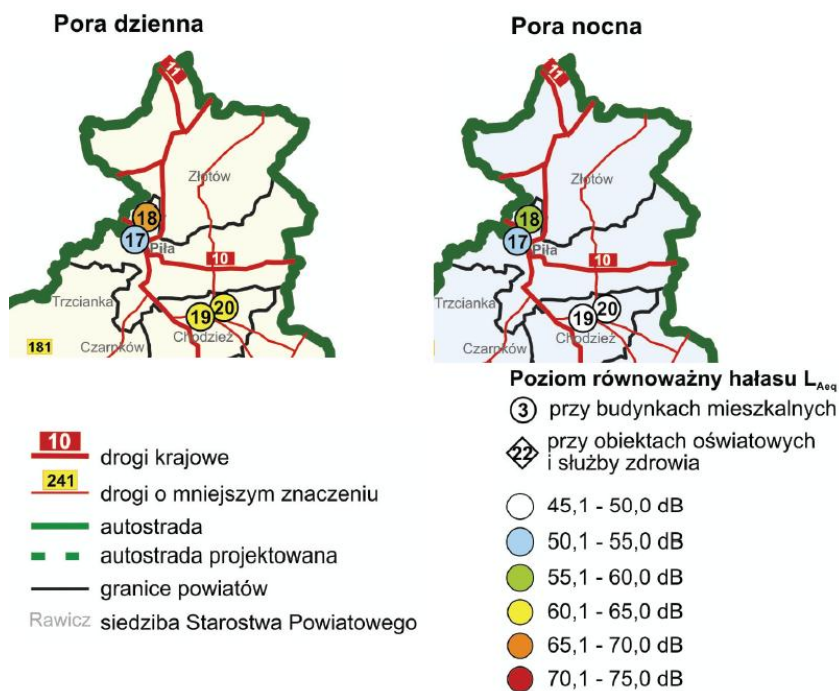 Pora dzienna
11
Złotów
18
17
Piła
10
Trzcianka
20
19
Chodzież
Czarnków
181
Pora nocna
11
Złotów
18
17
Piła
10
Trzcianka
20
19
Chodzież
Czarnków
10
drogi krajowe
241
drogi o mniejszym znaczeniu
autostrada
autostrada projektowana
granice powiatów
Rawicz siedziba Starostwa Powiatowego
Poziom równoważny hałasu LAeq
3 przy budynkach mieszkalnych
22 przy obiektach oświatowych
i służby zdrowia
45,1 - 50,0 dB
50,1 - 55,0 dB
55,1 - 60,0 dB
60,1 - 65,0 dB
65,1 - 70,0 dB
70,1 - 75,0 dB